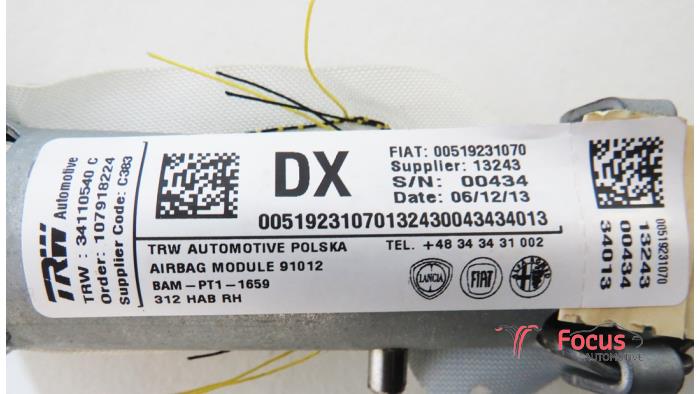 TRW Automotive
TRW : 34110540 C
Order: 107918224
Supplier Code: C383
DX
FIAT: 00519231070
Supplier: 13243
S/N: 00434
Date: 06/12/13
00519231070132430043434013
TRW AUTOMOTIVE POLSKA
TEL. +48 34 34 31 002
AIRBAG MODULE 91012
BAM-PT1-1659
312 HAB RH
LANCIA
FIAT
00519231070
13243
00434
34013
Focus
AUTOMOTIVE